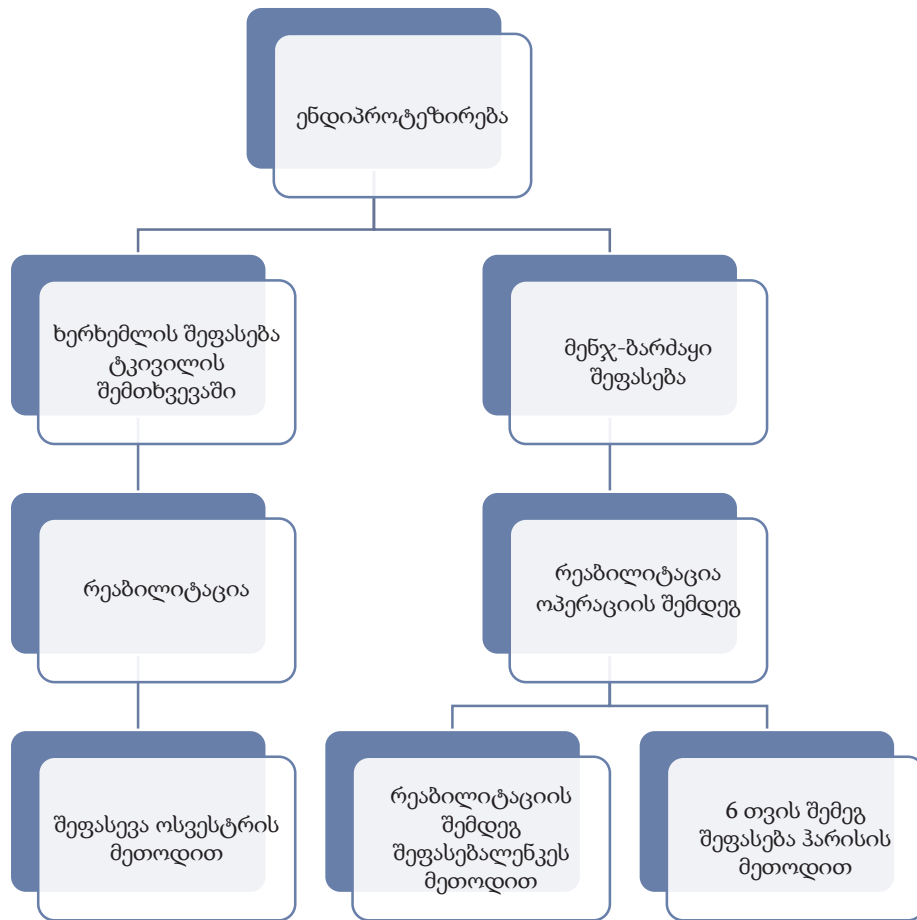 ენდიპროტეზირება
ხერხემლის შეფასება
ტკივილის
შემთხვევაში
მენჯ-ბარძაყი
შეფასება
რეაბილიტაცია
რეაბილიტაცია
ოპერაციის შემდეგ
შეფასევა ოსვესტრის
მეთოდით
რეაბილიტაციის
შემდეგ
შეფასებალენკეს
მეთოდით
6 თვის შემეგ
შეფასება ჰარისის
მეთოდით